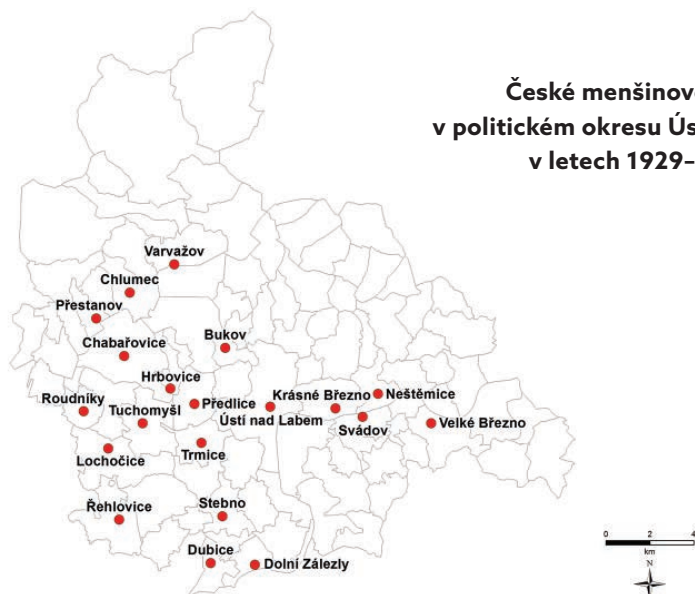 České menšinov
v politickém okresu Ús
v letech 1929–
Varvažov
Chlumec
Přestanov
Bukov
Chabařovice
Hrbovice
Krásné Březno
Neštěmice
Roudníky
Předlice
Tuchomyšl
Ústí nad Labem
Svádov
Velké Březno
Trmice
Lochočice
Řehlovice
Stebno
Dubice
Dolní Zálezly
0 2 4
km
N